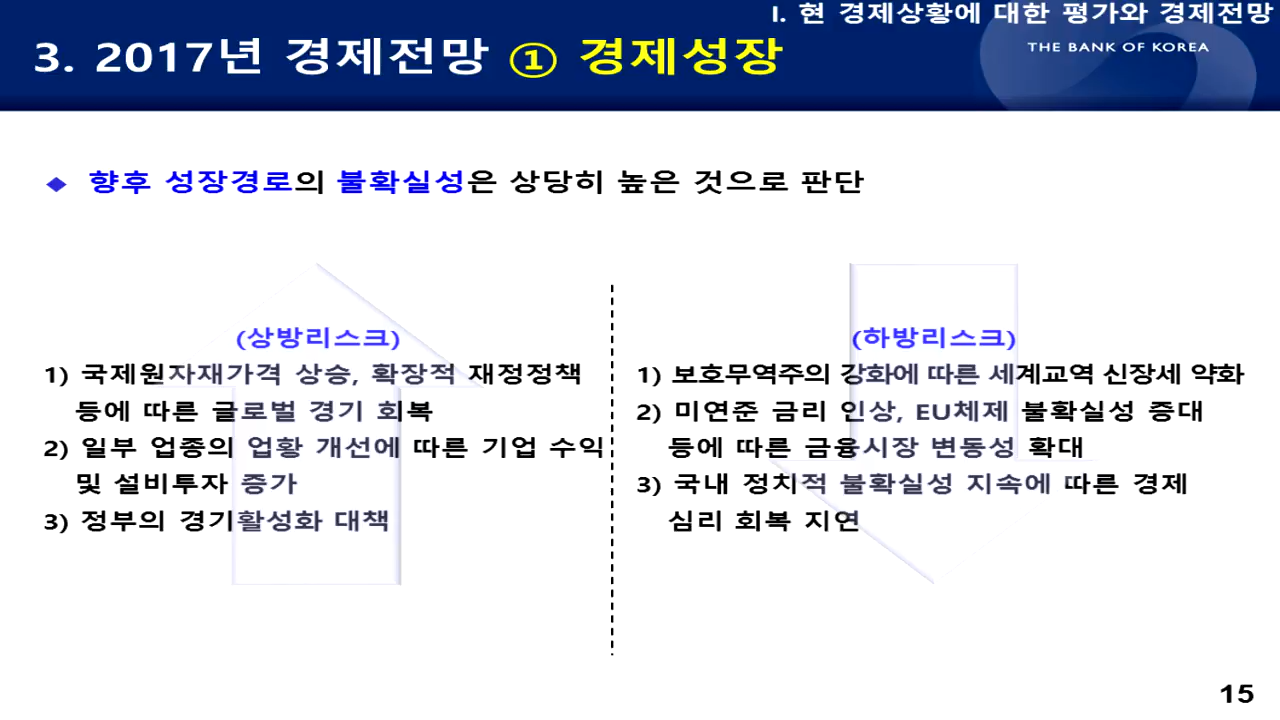 I. 현 경제상황에 대한 평가와 경제전망
THE BANK OF KOREA
3. 2017년 경제전망 ① 경제성장
◆ 향후 성장경로의 불확실성은 상당히 높은 것으로 판단
(상방리스크)
1) 국제원자재가격 상승, 확장적 재정정책
등에 따른 글로벌 경기 회복
2) 일부 업종의 업황 개선에 따른 기업 수익
및 설비투자 증가
3) 정부의 경기활성화 대책
(하방리스크)
1) 보호무역주의 강화에 따른 세계교역 신장세 약화
2) 미연준 금리 인상, EU체제 불확실성 증대
등에 따른 금융시장 변동성 확대
3) 국내 정치적 불확실성 지속에 따른 경제
심리 회복 지연
15